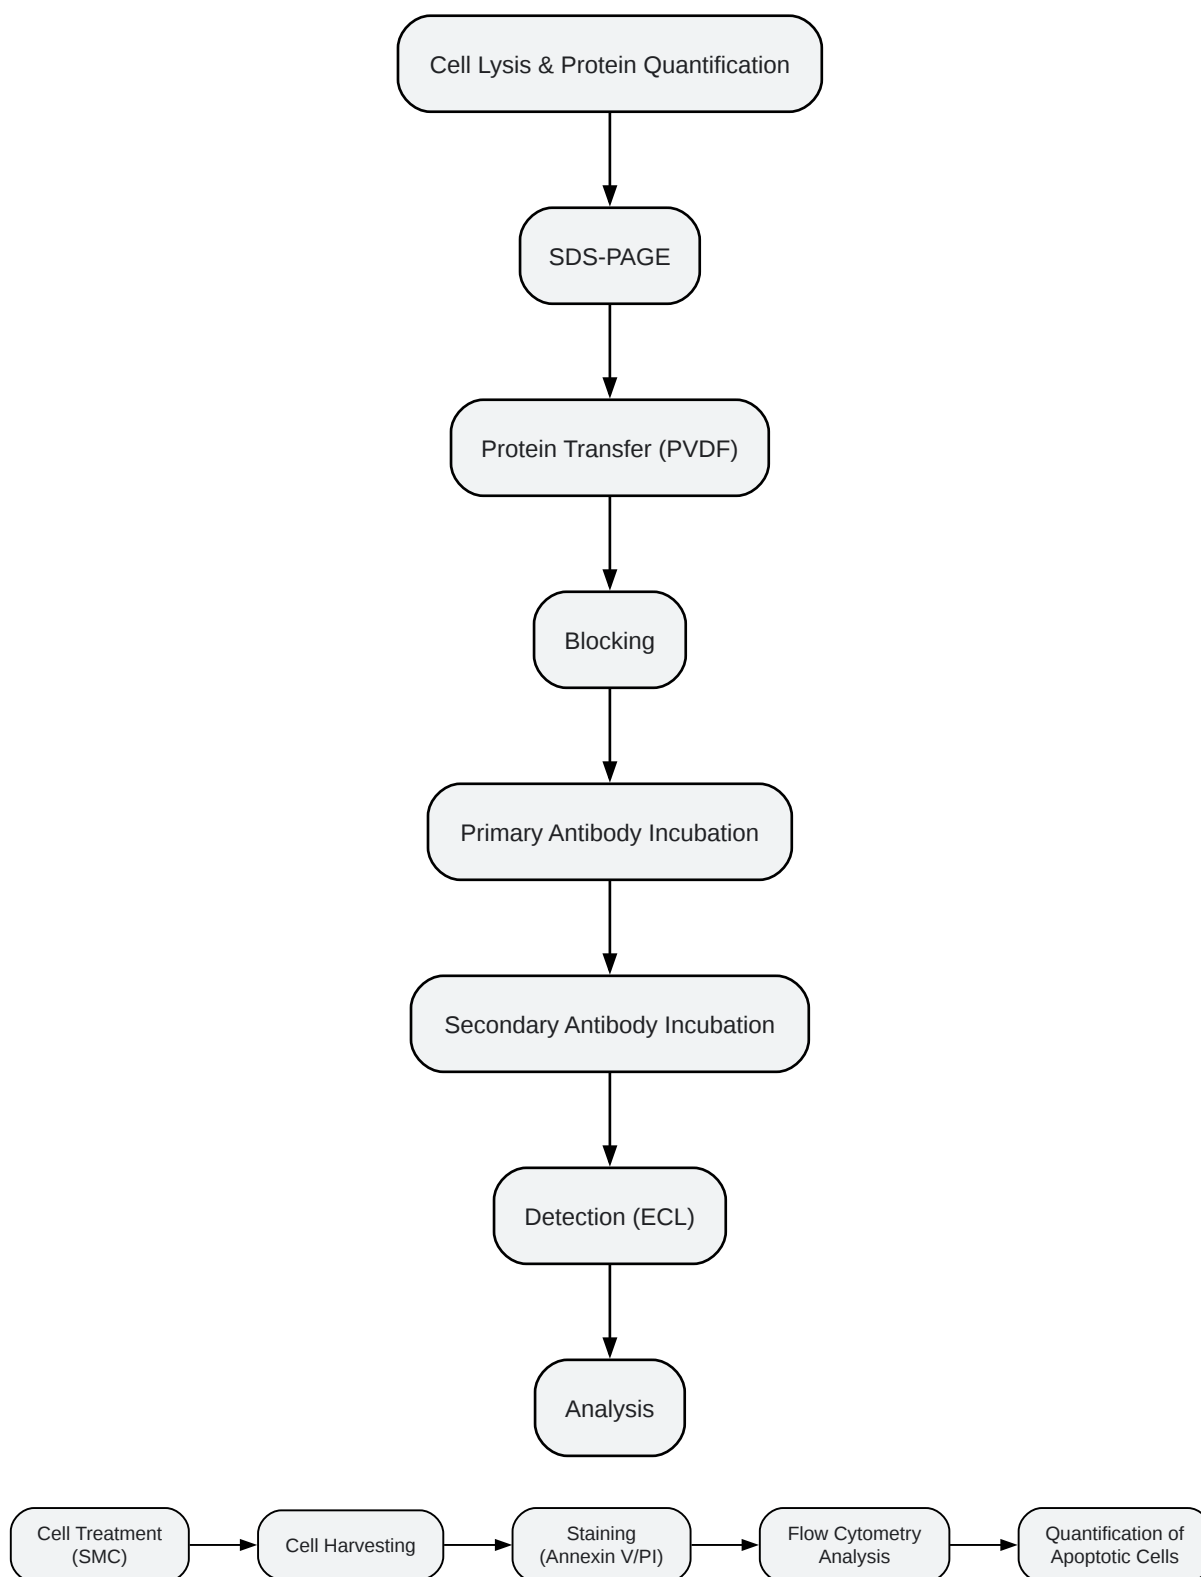 Cell Lysis & Protein Quantification
SDS-PAGE
Protein Transfer (PVDF)
Blocking
Primary Antibody Incubation
Secondary Antibody Incubation
Detection (ECL)
Analysis
Cell Treatment
(SMC)
Cell Harvesting
Staining
(Annexin V/PI)
Flow Cytometry
Analysis
Quantification of
Apoptotic Cells